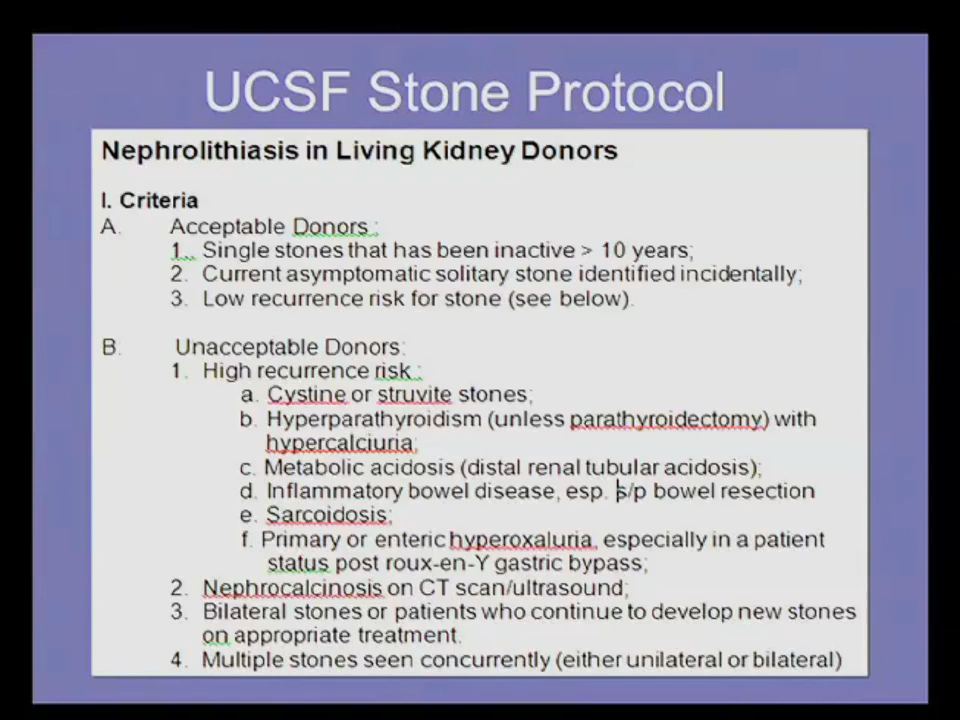 UCSF Stone Protocol
Nephrolithiasis in Living Kidney Donors
I. Criteria
A. Acceptable Donors :
1.. Single stones that has been inactive > 10 years;
2. Current asymptomatic solitary stone identified incidentally;
3. Low recurrence risk for stone (see below).
B. Unacceptable Donors:
1. High recurrence risk :
a. Cystine or struvite stones;
b. Hyperparathyroidism (unless parathyroidectomy) with
hypercalciuria;
c. Metabolic acidosis (distal renal tubular acidosis);
d. Inflammatory bowel disease, esp. s/p bowel resection
e. Sarcoidosis;
f. Primary or enteric hyperoxaluria, especially in a patient
status post roux-en-Y gastric bypass;
2. Nephrocalcinosis on CT scan/ultrasound;
3. Bilateral stones or patients who continue to develop new stones
on appropriate treatment.
4. Multiple stones seen concurrently (either unilateral or bilateral)